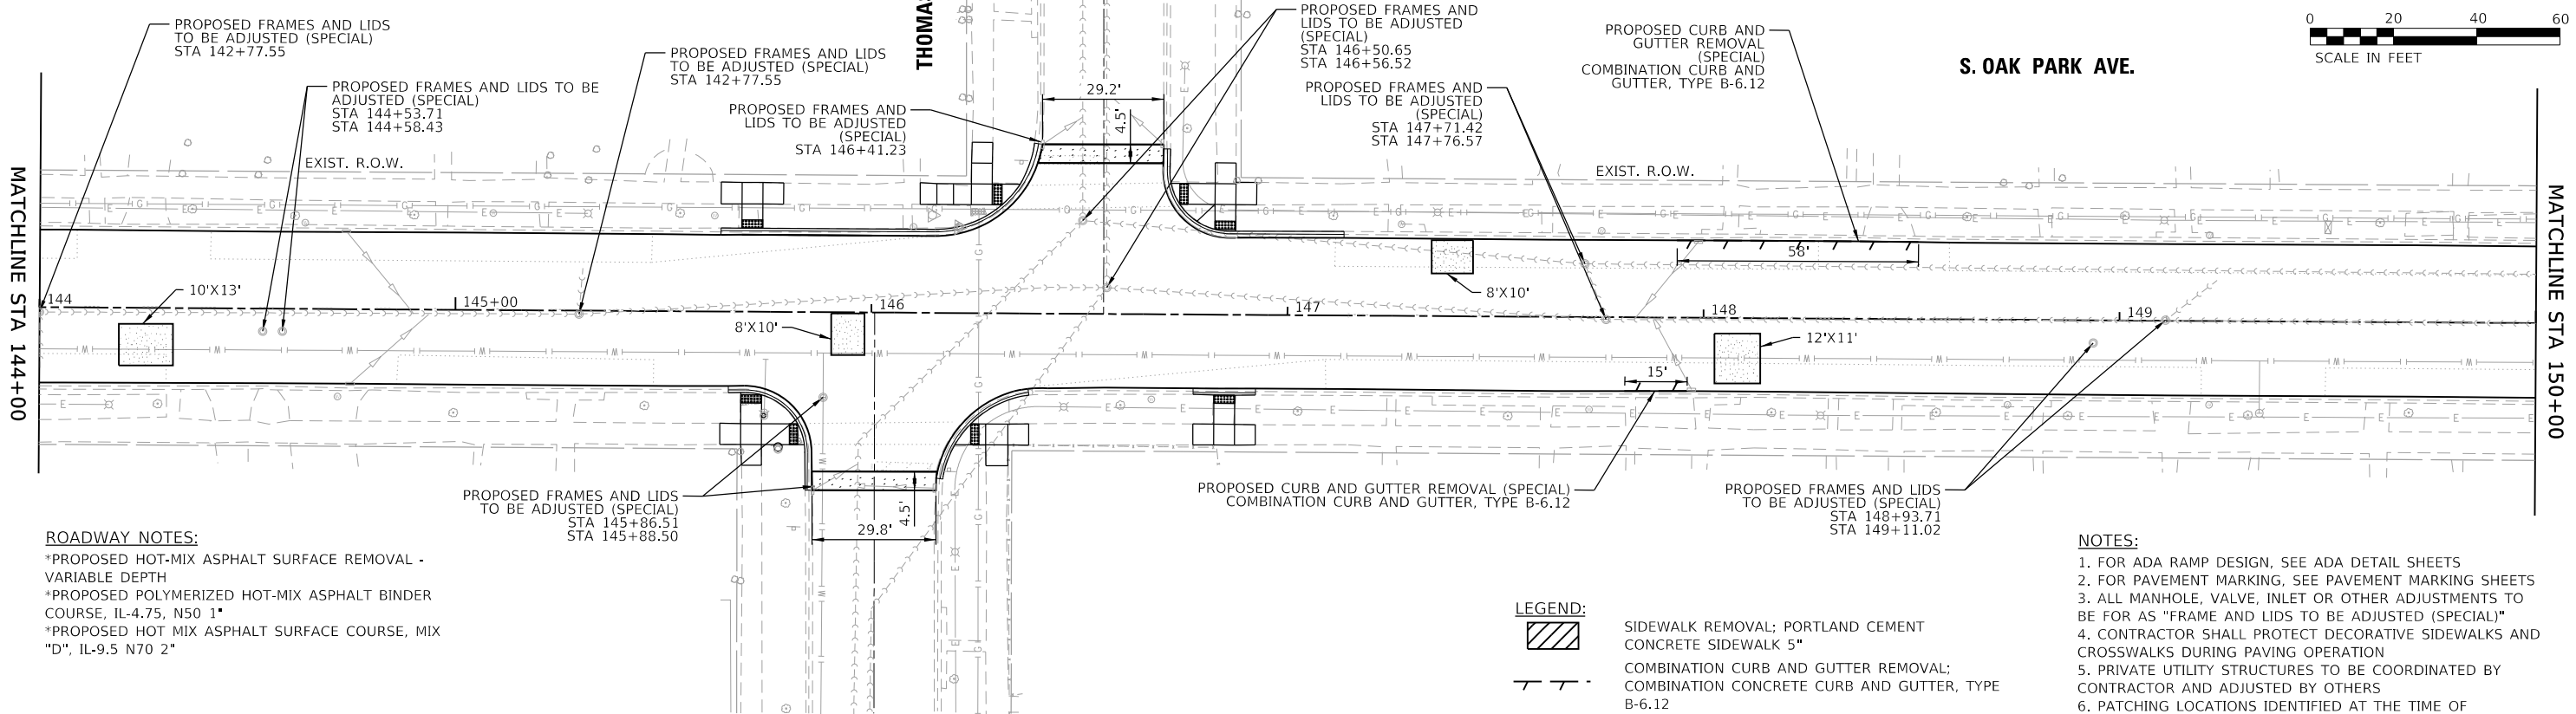 PROPOSED FRAMES AND LIDS
TO BE ADJUSTED (SPECIAL)
STA 142+77.55
PROPOSED FRAMES AND LIDS TO BE
ADJUSTED (SPECIAL)
STA 144+53.71
STA 144+58.43
PROPOSED FRAMES AND LIDS
TO BE ADJUSTED (SPECIAL)
STA 142+77.55
PROPOSED FRAMES AND
LIDS TO BE ADJUSTED
(SPECIAL)
STA 146+41.23
THOMAS
PROPOSED FRAMES AND
LIDS TO BE ADJUSTED
(SPECIAL)
STA 146+50.65
STA 146+56.52
PROPOSED FRAMES AND
LIDS TO BE ADJUSTED
(SPECIAL)
STA 147+71.42
STA 147+76.57
PROPOSED CURB AND
GUTTER REMOVAL
(SPECIAL)
COMBINATION CURB AND
GUTTER, TYPE B-6.12
S. OAK PARK AVE.
0 20 40 60
SCALE IN FEET
29.2'
4.5'
EXIST. R.O.W.
EXIST. R.O.W.
MATCHLINE STA 144+00
MATCHLINE STA 150+00
58'
10'X13'
8'X10'
8'X10'
12'X11'
15'
144
145+00
146
147
148
149
PROPOSED FRAMES AND LIDS
TO BE ADJUSTED (SPECIAL)
STA 145+86.51
STA 145+88.50
4.5'
29.8'
PROPOSED CURB AND GUTTER REMOVAL (SPECIAL)
COMBINATION CURB AND GUTTER, TYPE B-6.12
PROPOSED FRAMES AND LIDS
TO BE ADJUSTED (SPECIAL)
STA 148+93.71
STA 149+11.02
ROADWAY NOTES:
*PROPOSED HOT-MIX ASPHALT SURFACE REMOVAL -
VARIABLE DEPTH
*PROPOSED POLYMERIZED HOT-MIX ASPHALT BINDER
COURSE, IL-4.75, N50 1"
*PROPOSED HOT MIX ASPHALT SURFACE COURSE, MIX
"D", IL-9.5 N70 2"
LEGEND:
SIDEWALK REMOVAL; PORTLAND CEMENT
CONCRETE SIDEWALK 5"
COMBINATION CURB AND GUTTER REMOVAL;
COMBINATION CONCRETE CURB AND GUTTER, TYPE
B-6.12
NOTES:
1. FOR ADA RAMP DESIGN, SEE ADA DETAIL SHEETS
2. FOR PAVEMENT MARKING, SEE PAVEMENT MARKING SHEETS
3. ALL MANHOLE, VALVE, INLET OR OTHER ADJUSTMENTS TO
BE FOR AS "FRAME AND LIDS TO BE ADJUSTED (SPECIAL)"
4. CONTRACTOR SHALL PROTECT DECORATIVE SIDEWALKS AND
CROSSWALKS DURING PAVING OPERATION
5. PRIVATE UTILITY STRUCTURES TO BE COORDINATED BY
CONTRACTOR AND ADJUSTED BY OTHERS
6. PATCHING LOCATIONS IDENTIFIED AT THE TIME OF